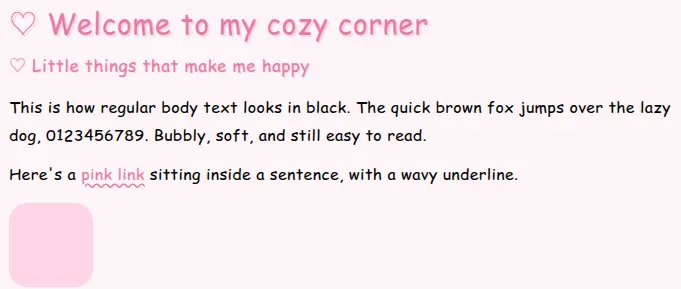 ♡ Welcome to my cozy corner
♡ Little things that make me happy
This is how regular body text looks in black. The quick brown fox jumps over the lazy
dog, 0123456789. Bubbly, soft, and still easy to read.
Here's a pink link sitting inside a sentence, with a wavy underline.